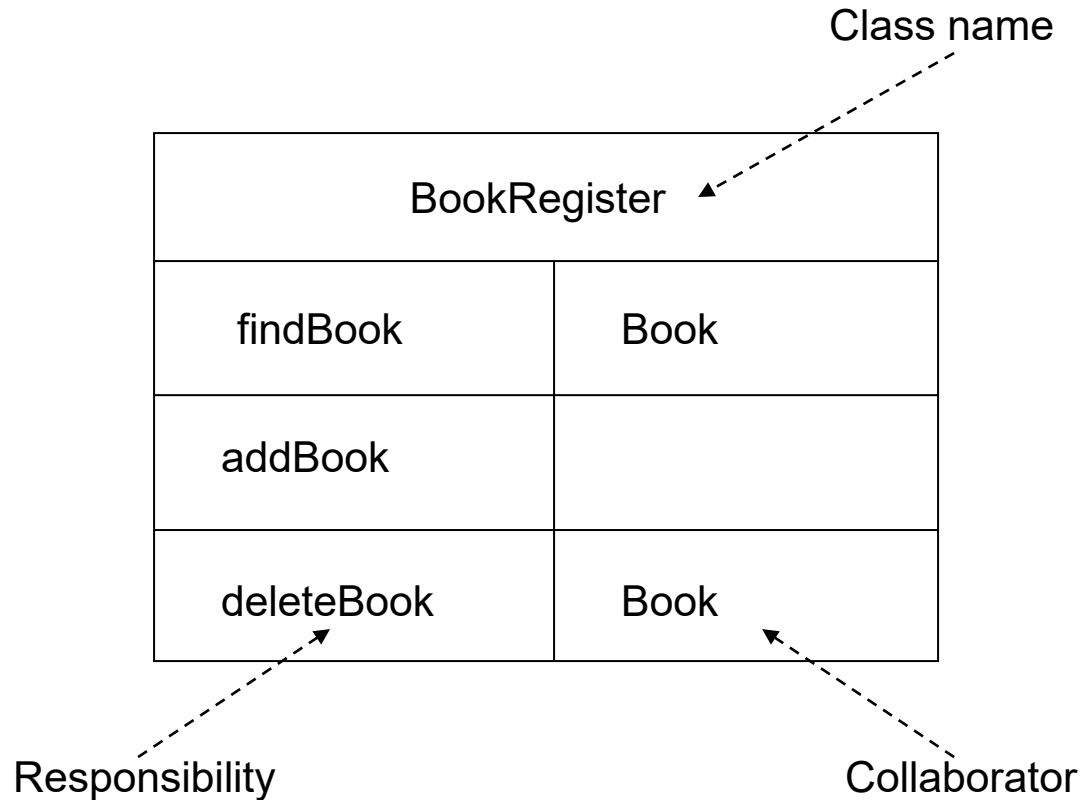 Class name
BookRegister
findBook Book
addBook
deleteBook Book
Responsibility Collaborator